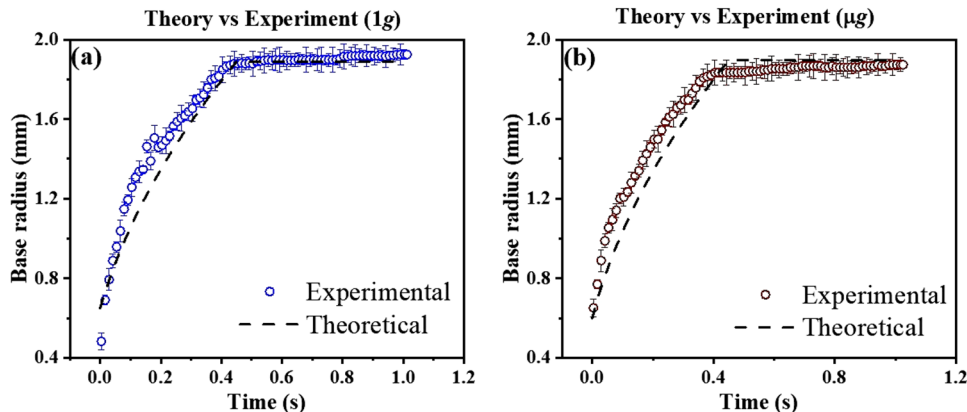 Theory vs Experiment (1g)
(a)
2.0
1.6
1.2
0.8
0.4
Base radius (mm)
Experimental
Theoretical
0.0 0.2 0.4 0.6 0.8 1.0 1.2
Time (s)
Theory vs Experiment (μg)
(b)
2.0
1.6
1.2
0.8
0.4
Base radius (mm)
Experimental
Theoretical
0.0 0.4 0.8 1.2
Time (s)